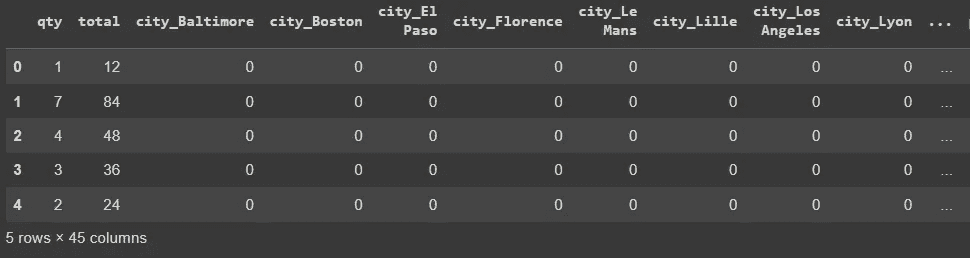 qty total city_Baltimore city_Boston city_El Paso city_Florence city_Le Mans city_Lille city_Los Angeles city_Lyon ...
0 1 12 0 0 0 0 0 0 0 0 ...
1 7 84 0 0 0 0 0 0 0 0 ...
2 4 48 0 0 0 0 0 0 0 0 ...
3 3 36 0 0 0 0 0 0 0 0 ...
4 2 24 0 0 0 0 0 0 0 0 ...
5 rows × 45 columns